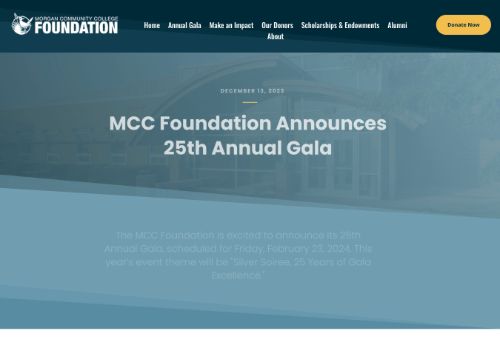 MORGAN COMMUNITY COLLEGE
FOUNDATION
Home Annual Gala Make an Impact Our Donors Scholarships & Endowments Alumni
About
Donate Now
DECEMBER 13, 2023
MCC Foundation Announces
25th Annual Gala
The MCC Foundation is excited to announce its 25th
Annual Gala, scheduled for Friday, February 23, 2024. This
year's event theme will be "Silver Soiree, 25 Years of Gala
Excellence."